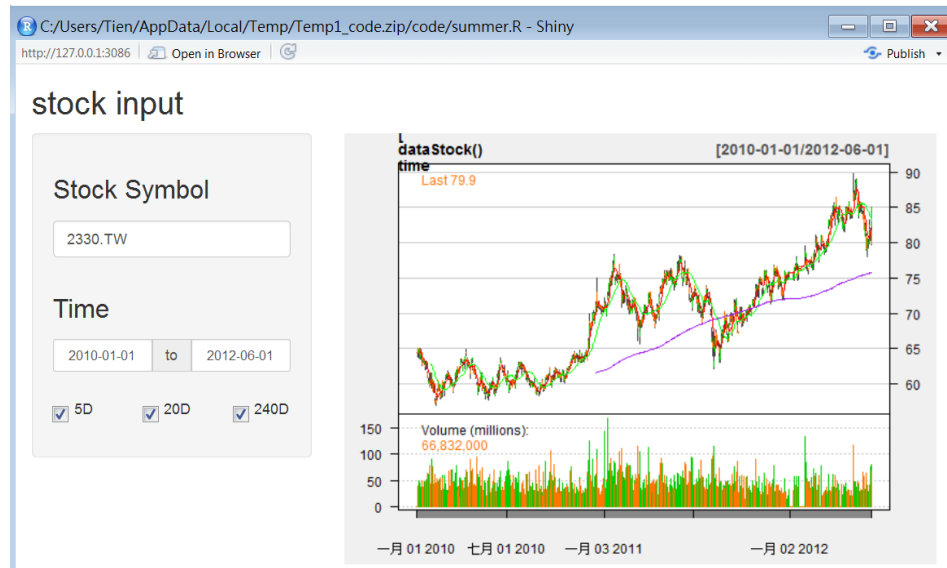 C:/Users/Tien/AppData/Local/Temp/Temp1_code.zip/code/summer.R - Shiny
http://127.0.0.1:3086 Open in Browser Publish
stock input
Stock Symbol
2330.TW
Time
2010-01-01 to 2012-06-01
5D 20D 240D
dataStock() [2010-01-01/2012-06-01]
time
Last 79.9
90
85
80
75
70
65
60
Volume (millions):
66,832,000
150
100
50
0
一月 01 2010 七月 01 2010 一月 03 2011 一月 02 2012